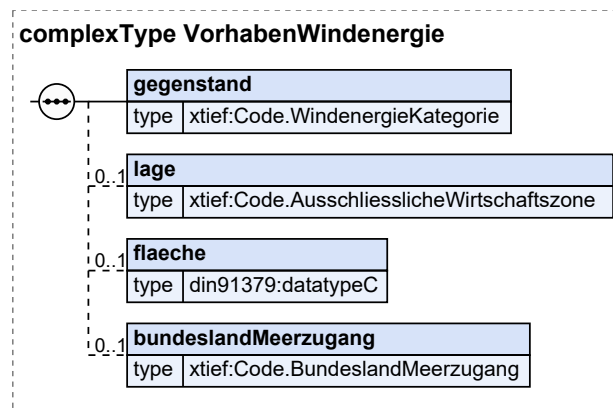 complexType VorhabenWindenergie
gegenstand
type xtief:Code.WindenergieKategorie
0..1
lage
type xtief:Code.AusschliesslicheWirtschaftszone
0..1
flaeche
type din91379:datatypeC
0..1
bundeslandMeerzugang
type xtief:Code.BundeslandMeerzugang